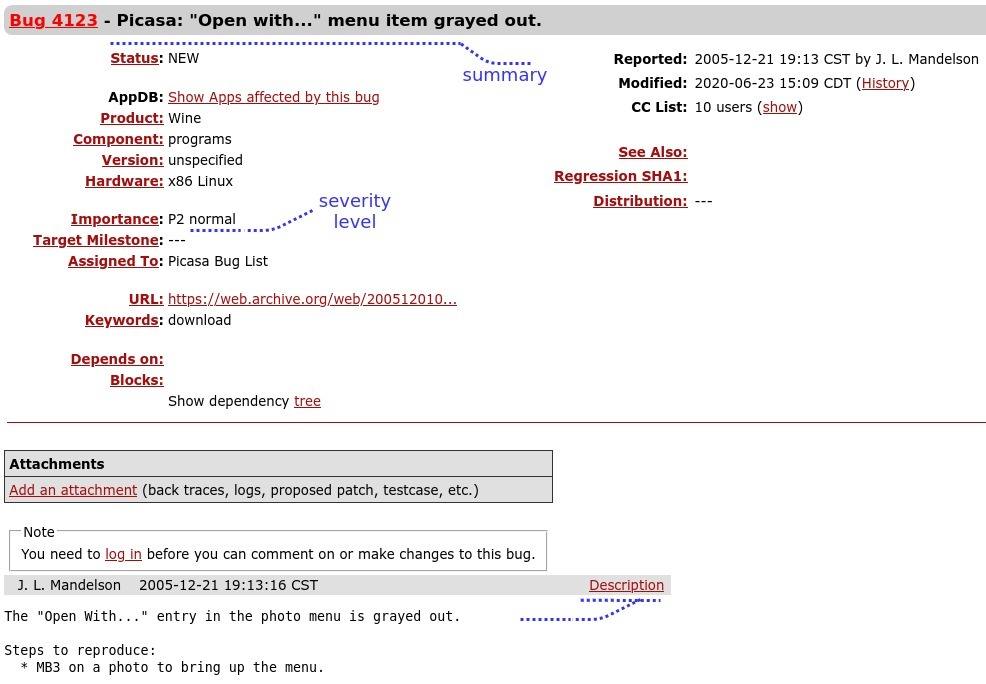 Bug 4123 - Picasa: "Open with..." menu item grayed out.
summary
Status: NEW
AppDB: Show Apps affected by this bug
Product: Wine
Component: programs
Version: unspecified
Hardware: x86 Linux
severity
level
Importance: P2 normal
Target Milestone: ---
Assigned To: Picasa Bug List
URL: https://web.archive.org/web/200512010...
Keywords: download
Depends on:
Blocks:
Show dependency tree
Reported: 2005-12-21 19:13 CST by J. L. Mandelson
Modified: 2020-06-23 15:09 CDT (History)
CC List: 10 users (show)
See Also:
Regression SHA1:
Distribution: ---
Attachments
Add an attachment (back traces, logs, proposed patch, testcase, etc.)
Note
You need to log in before you can comment on or make changes to this bug.
J. L. Mandelson 2005-12-21 19:13:16 CST Description
The "Open With..." entry in the photo menu is grayed out.
Steps to reproduce:
* MB3 on a photo to bring up the menu.